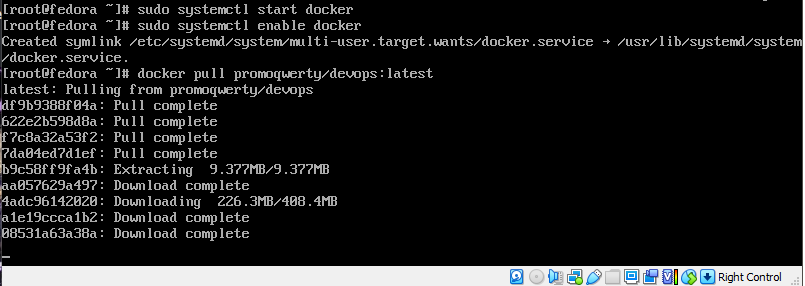 [root@fedora ~]# sudo systemctl start docker
[root@fedora ~]# sudo systemctl enable docker
Created symlink /etc/systemd/system/multi-user.target.wants/docker.service → /usr/lib/systemd/system
/docker.service.
[root@fedora ~]# docker pull promoqwerty/devops:latest
latest: Pulling from promoqwerty/devops
df9b9388f04a: Pull complete
622e2b598d8a: Pull complete
f7c8a32a53f2: Pull complete
7da04ed7d1ef: Pull complete
b9c58ff9fa4b: Extracting  9.377MB/9.377MB
aa057629a497: Download complete
4adc96142020: Downloading  226.3MB/408.4MB
a1e19ccca1b2: Download complete
08531a63a38a: Download complete
Right Control